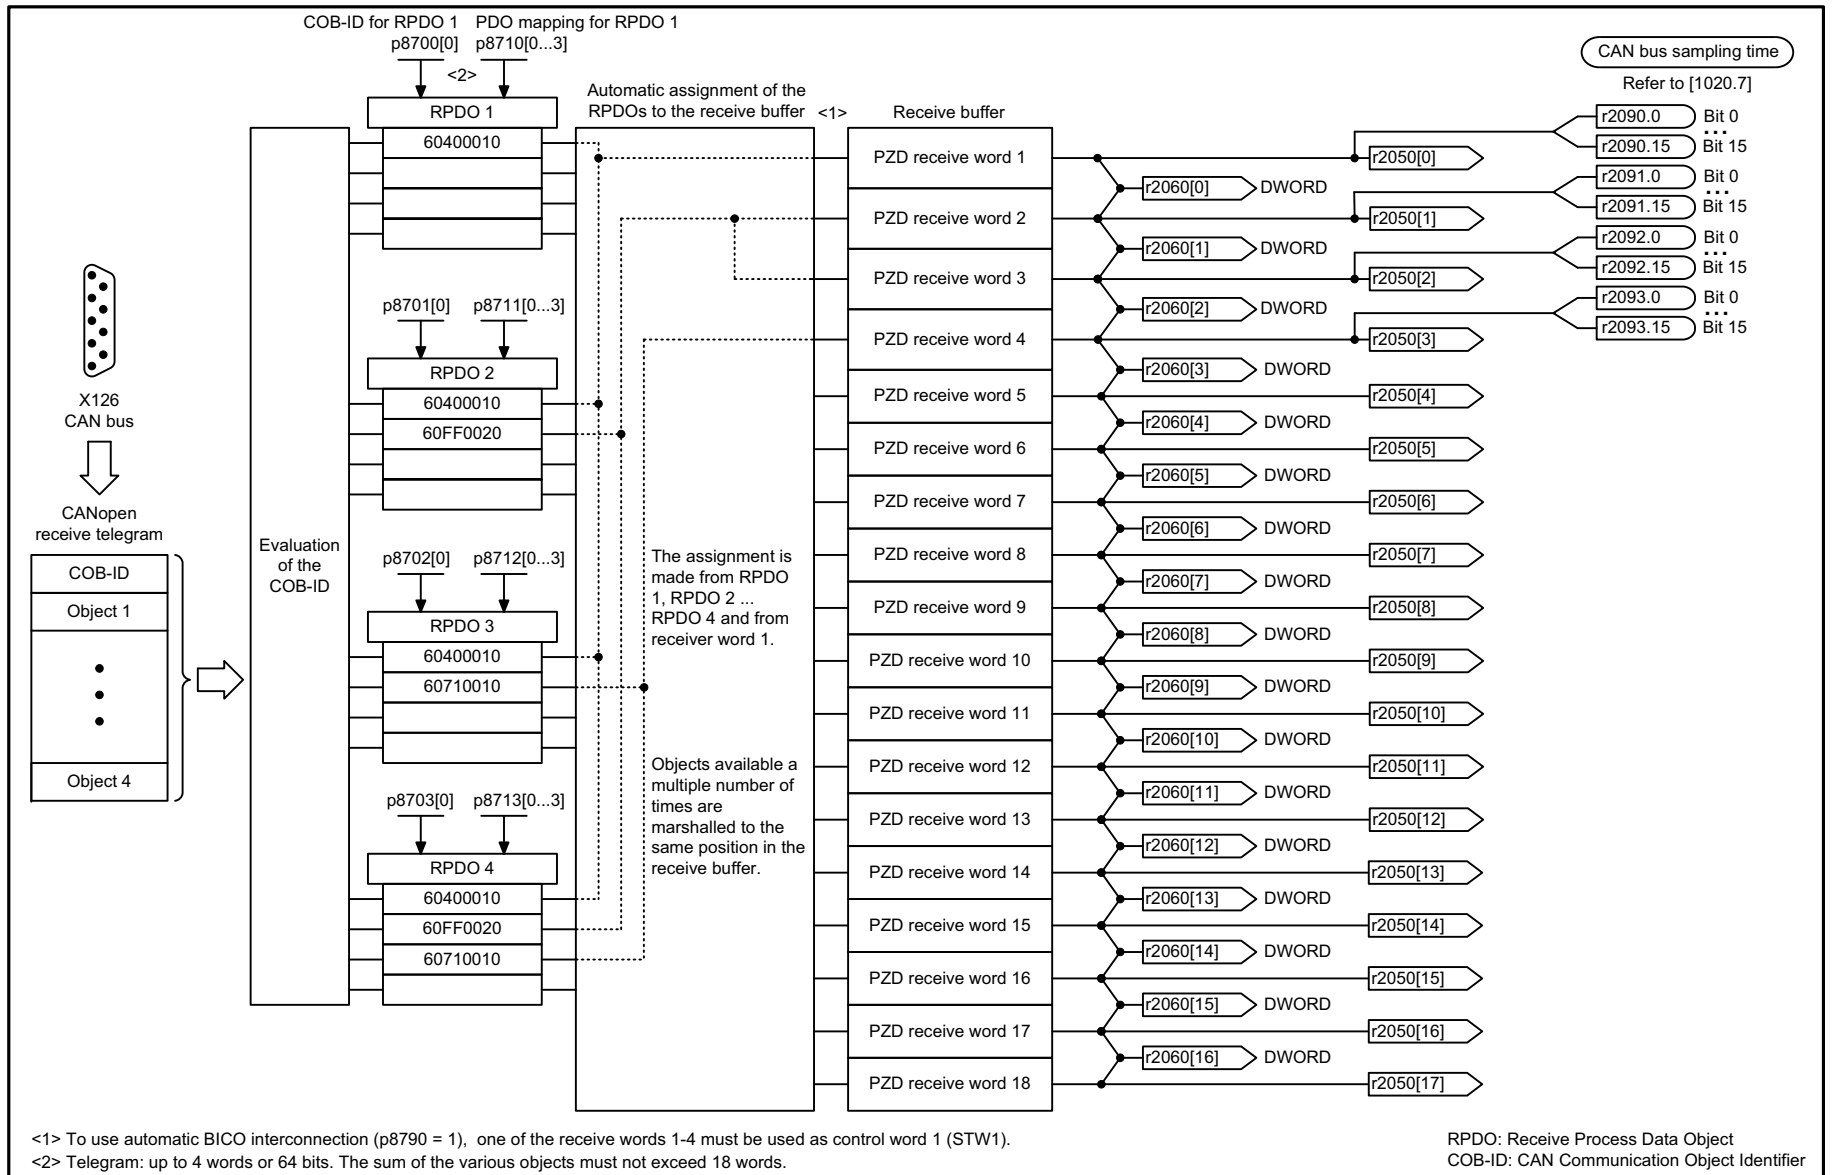 COB-ID for RPDO 1 PDO mapping for RPDO 1
p8700[0] p8710[0...3]
<2>
RPDO 1
60400010
p8701[0] p8711[0...3]
RPDO 2
60400010
60FF0020
p8702[0] p8712[0...3]
RPDO 3
60400010
60710010
p8703[0] p8713[0...3]
RPDO 4
60400010
60FF0020
60710010
X126
CAN bus
CANopen
receive telegram
COB-ID
Object 1
Object 4
Evaluation
of the
COB-ID
Automatic assignment of the
RPDOs to the receive buffer
<1>
The assignment is
made from RPDO
1, RPDO 2 ...
RPDO 4 and from
receiver word 1.
Objects available a
multiple number of
times are
marshalled to the
same position in the
receive buffer.
Receive buffer
PZD receive word 1
PZD receive word 2
PZD receive word 3
PZD receive word 4
PZD receive word 5
PZD receive word 6
PZD receive word 7
PZD receive word 8
PZD receive word 9
PZD receive word 10
PZD receive word 11
PZD receive word 12
PZD receive word 13
PZD receive word 14
PZD receive word 15
PZD receive word 16
PZD receive word 17
PZD receive word 18
r2060[0] DWORD
r2060[1] DWORD
r2060[2] DWORD
r2060[3] DWORD
r2060[4] DWORD
r2060[5] DWORD
r2060[6] DWORD
r2060[7] DWORD
r2060[8] DWORD
r2060[9] DWORD
r2060[10] DWORD
r2060[11] DWORD
r2060[12] DWORD
r2060[13] DWORD
r2060[14] DWORD
r2060[15] DWORD
r2060[16] DWORD
r2050[0]
r2050[1]
r2050[2]
r2050[3]
r2050[4]
r2050[5]
r2050[6]
r2050[7]
r2050[8]
r2050[9]
r2050[10]
r2050[11]
r2050[12]
r2050[13]
r2050[14]
r2050[15]
r2050[16]
r2050[17]
CAN bus sampling time
Refer to [1020.7]
r2090.0 Bit 0
...
r2090.15 Bit 15
r2091.0 Bit 0
...
r2091.15 Bit 15
r2092.0 Bit 0
...
r2092.15 Bit 15
r2093.0 Bit 0
...
r2093.15 Bit 15
<1> To use automatic BICO interconnection (p8790 = 1), one of the receive words 1-4 must be used as control word 1 (STW1).
<2> Telegram: up to 4 words or 64 bits. The sum of the various objects must not exceed 18 words.
RPDO: Receive Process Data Object
COB-ID: CAN Communication Object Identifier